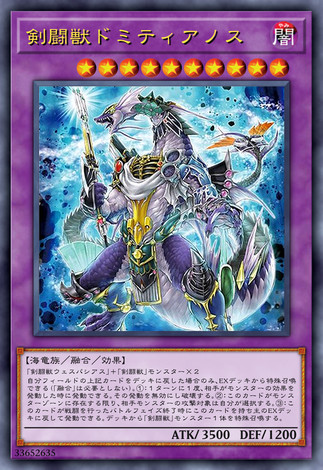 剣闘獣ドミティアノス
闇
【海竜族／融合／効果】
「剣闘獣ウェスパシアス」＋「剣闘獣」モンスター×２
自分フィールドの上記カードをデッキに戻した場合のみ、EXデッキから特殊召喚
できる（「融合」は必要としない）。①：１ターンに１度、相手がモンスターの効果を
発動した時に発動できる。その発動を無効にし破壊する。②：このカードがモンス
ターゾーンに存在する限り、相手モンスターの攻撃対象は自分が選択する。③：こ
のカードが戦闘を行ったバトルフェイズ終了時にこのカードを持ち主のEXデッ
キに戻して発動できる。デッキから「剣闘獣」モンスター１体を特殊召喚する。
ATK/3500 DEF/1200
33652635